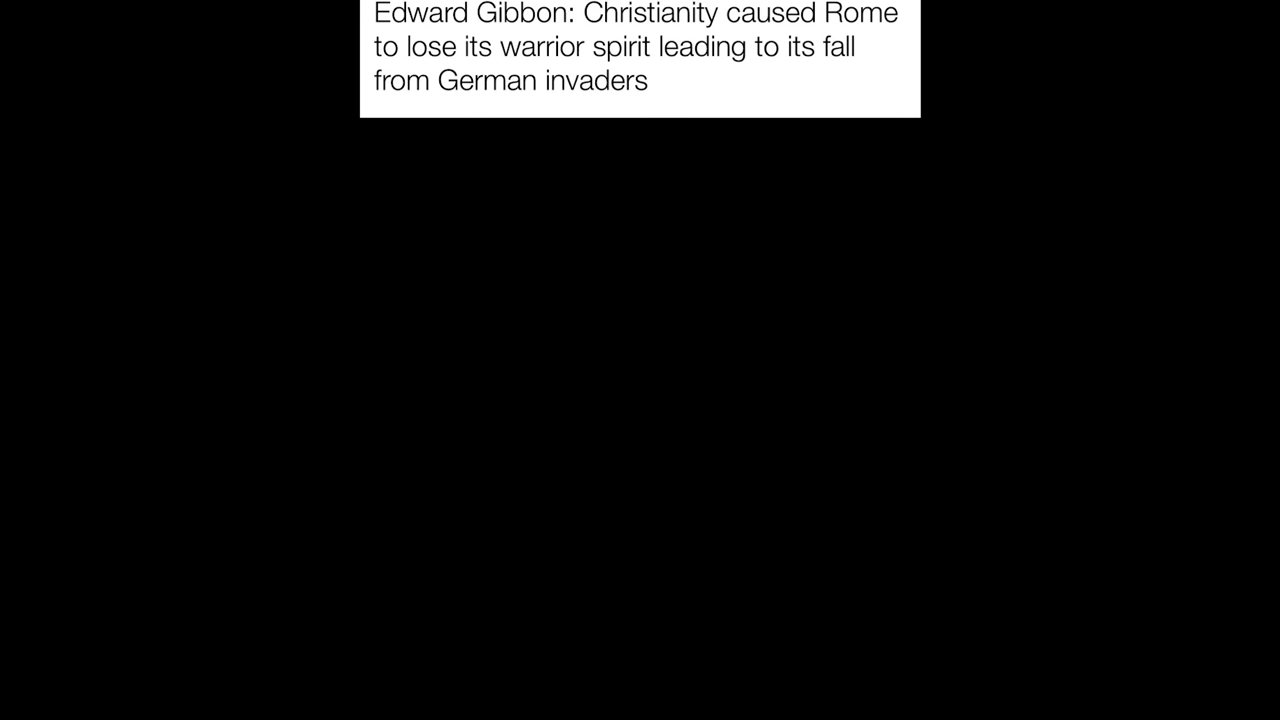 Edward Gibbon: Christianity caused Rome
to lose its warrior spirit leading to its fall
from German invaders